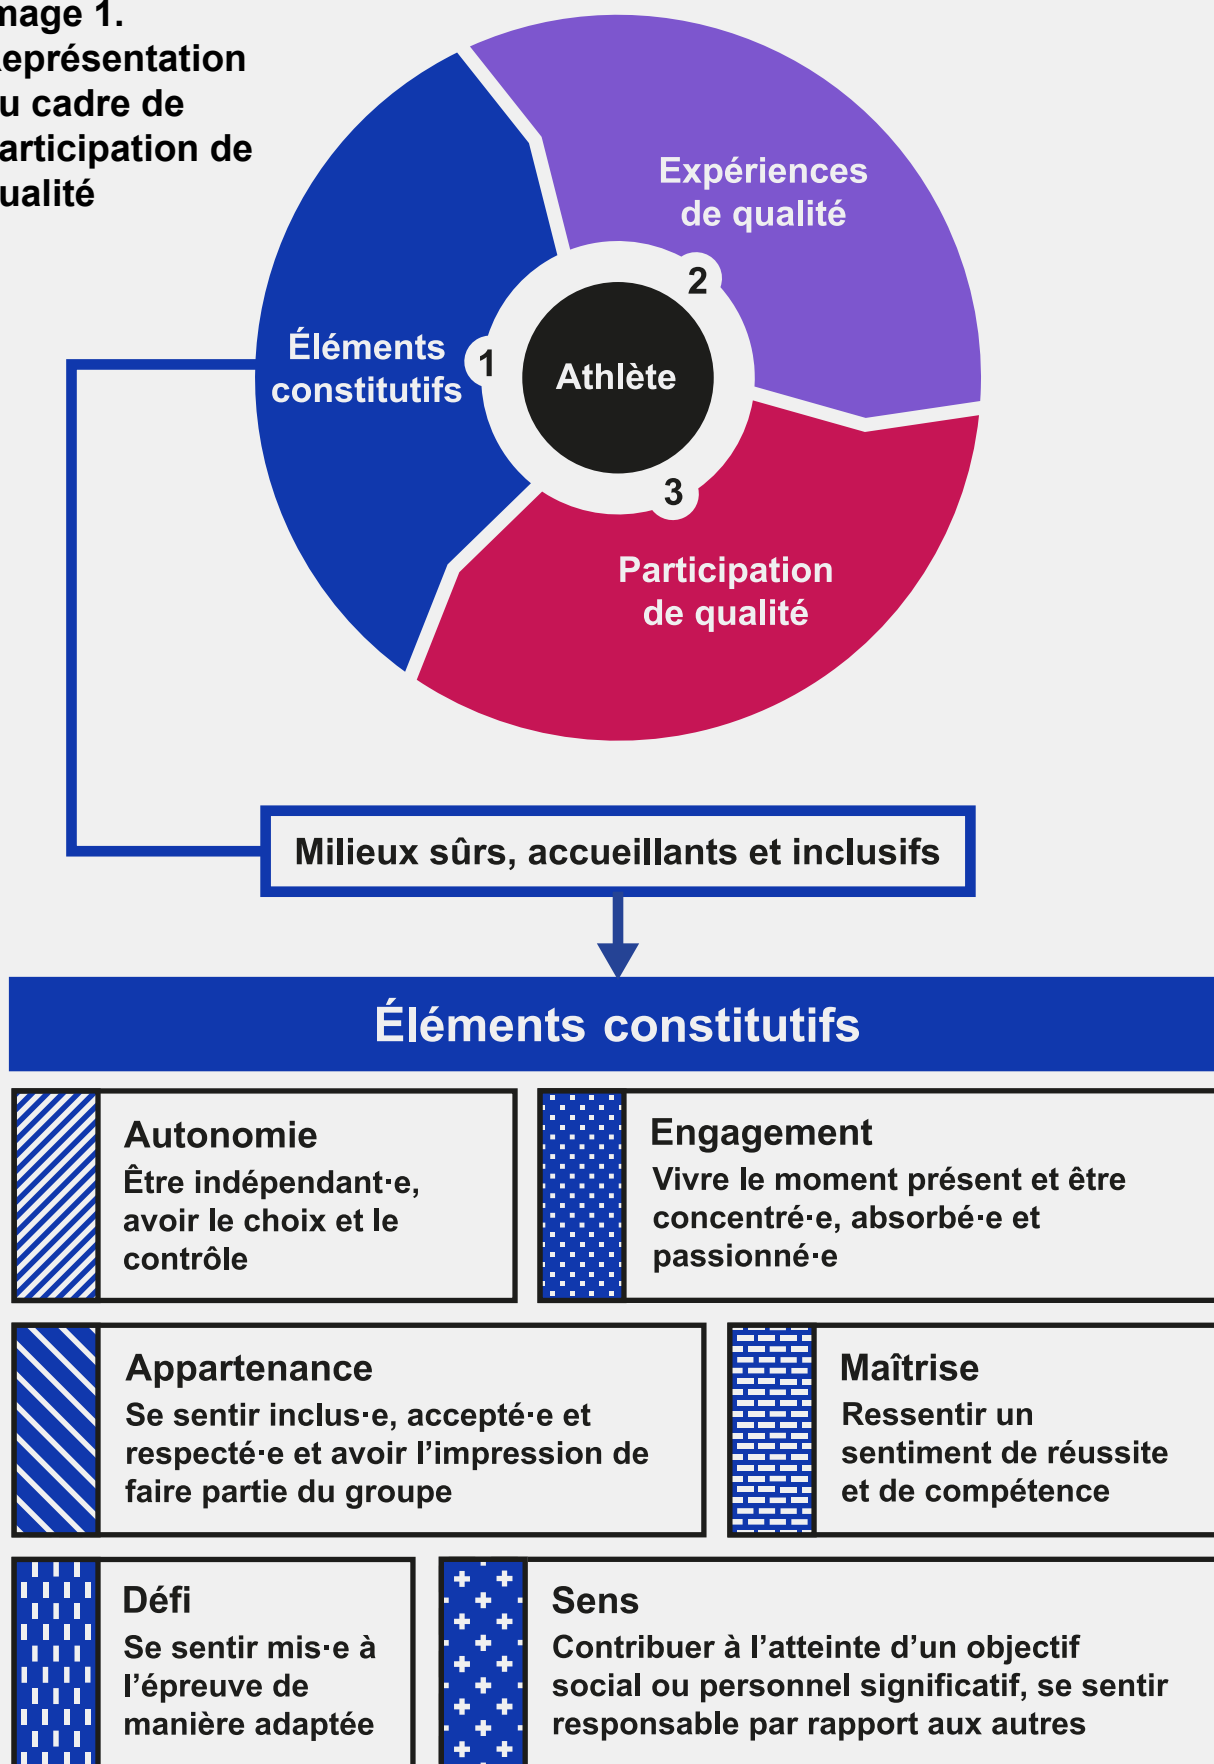 mage 1.
eprésentation
u cadre de
articipation de
ualité
Expériences
de qualité
2
Éléments
constitutifs
1
Athlète
3
Participation
de qualité
Milieux sûrs, accueillants et inclusifs
Éléments constitutifs
Autonomie
Être indépendant·e,
avoir le choix et le
contrôle
Engagement
Vivre le moment présent et être
concentré·e, absorbé·e et
passionné·e
Appartenance
Se sentir inclus·e, accepté·e et
respecté·e et avoir l’impression de
faire partie du groupe
Maîtrise
Ressentir un
sentiment de réussite
et de compétence
Défi
Se sentir mis·e à
l’épreuve de
manière adaptée
Sens
Contribuer à l’atteinte d’un objectif
social ou personnel significatif, se sentir
responsable par rapport aux autres